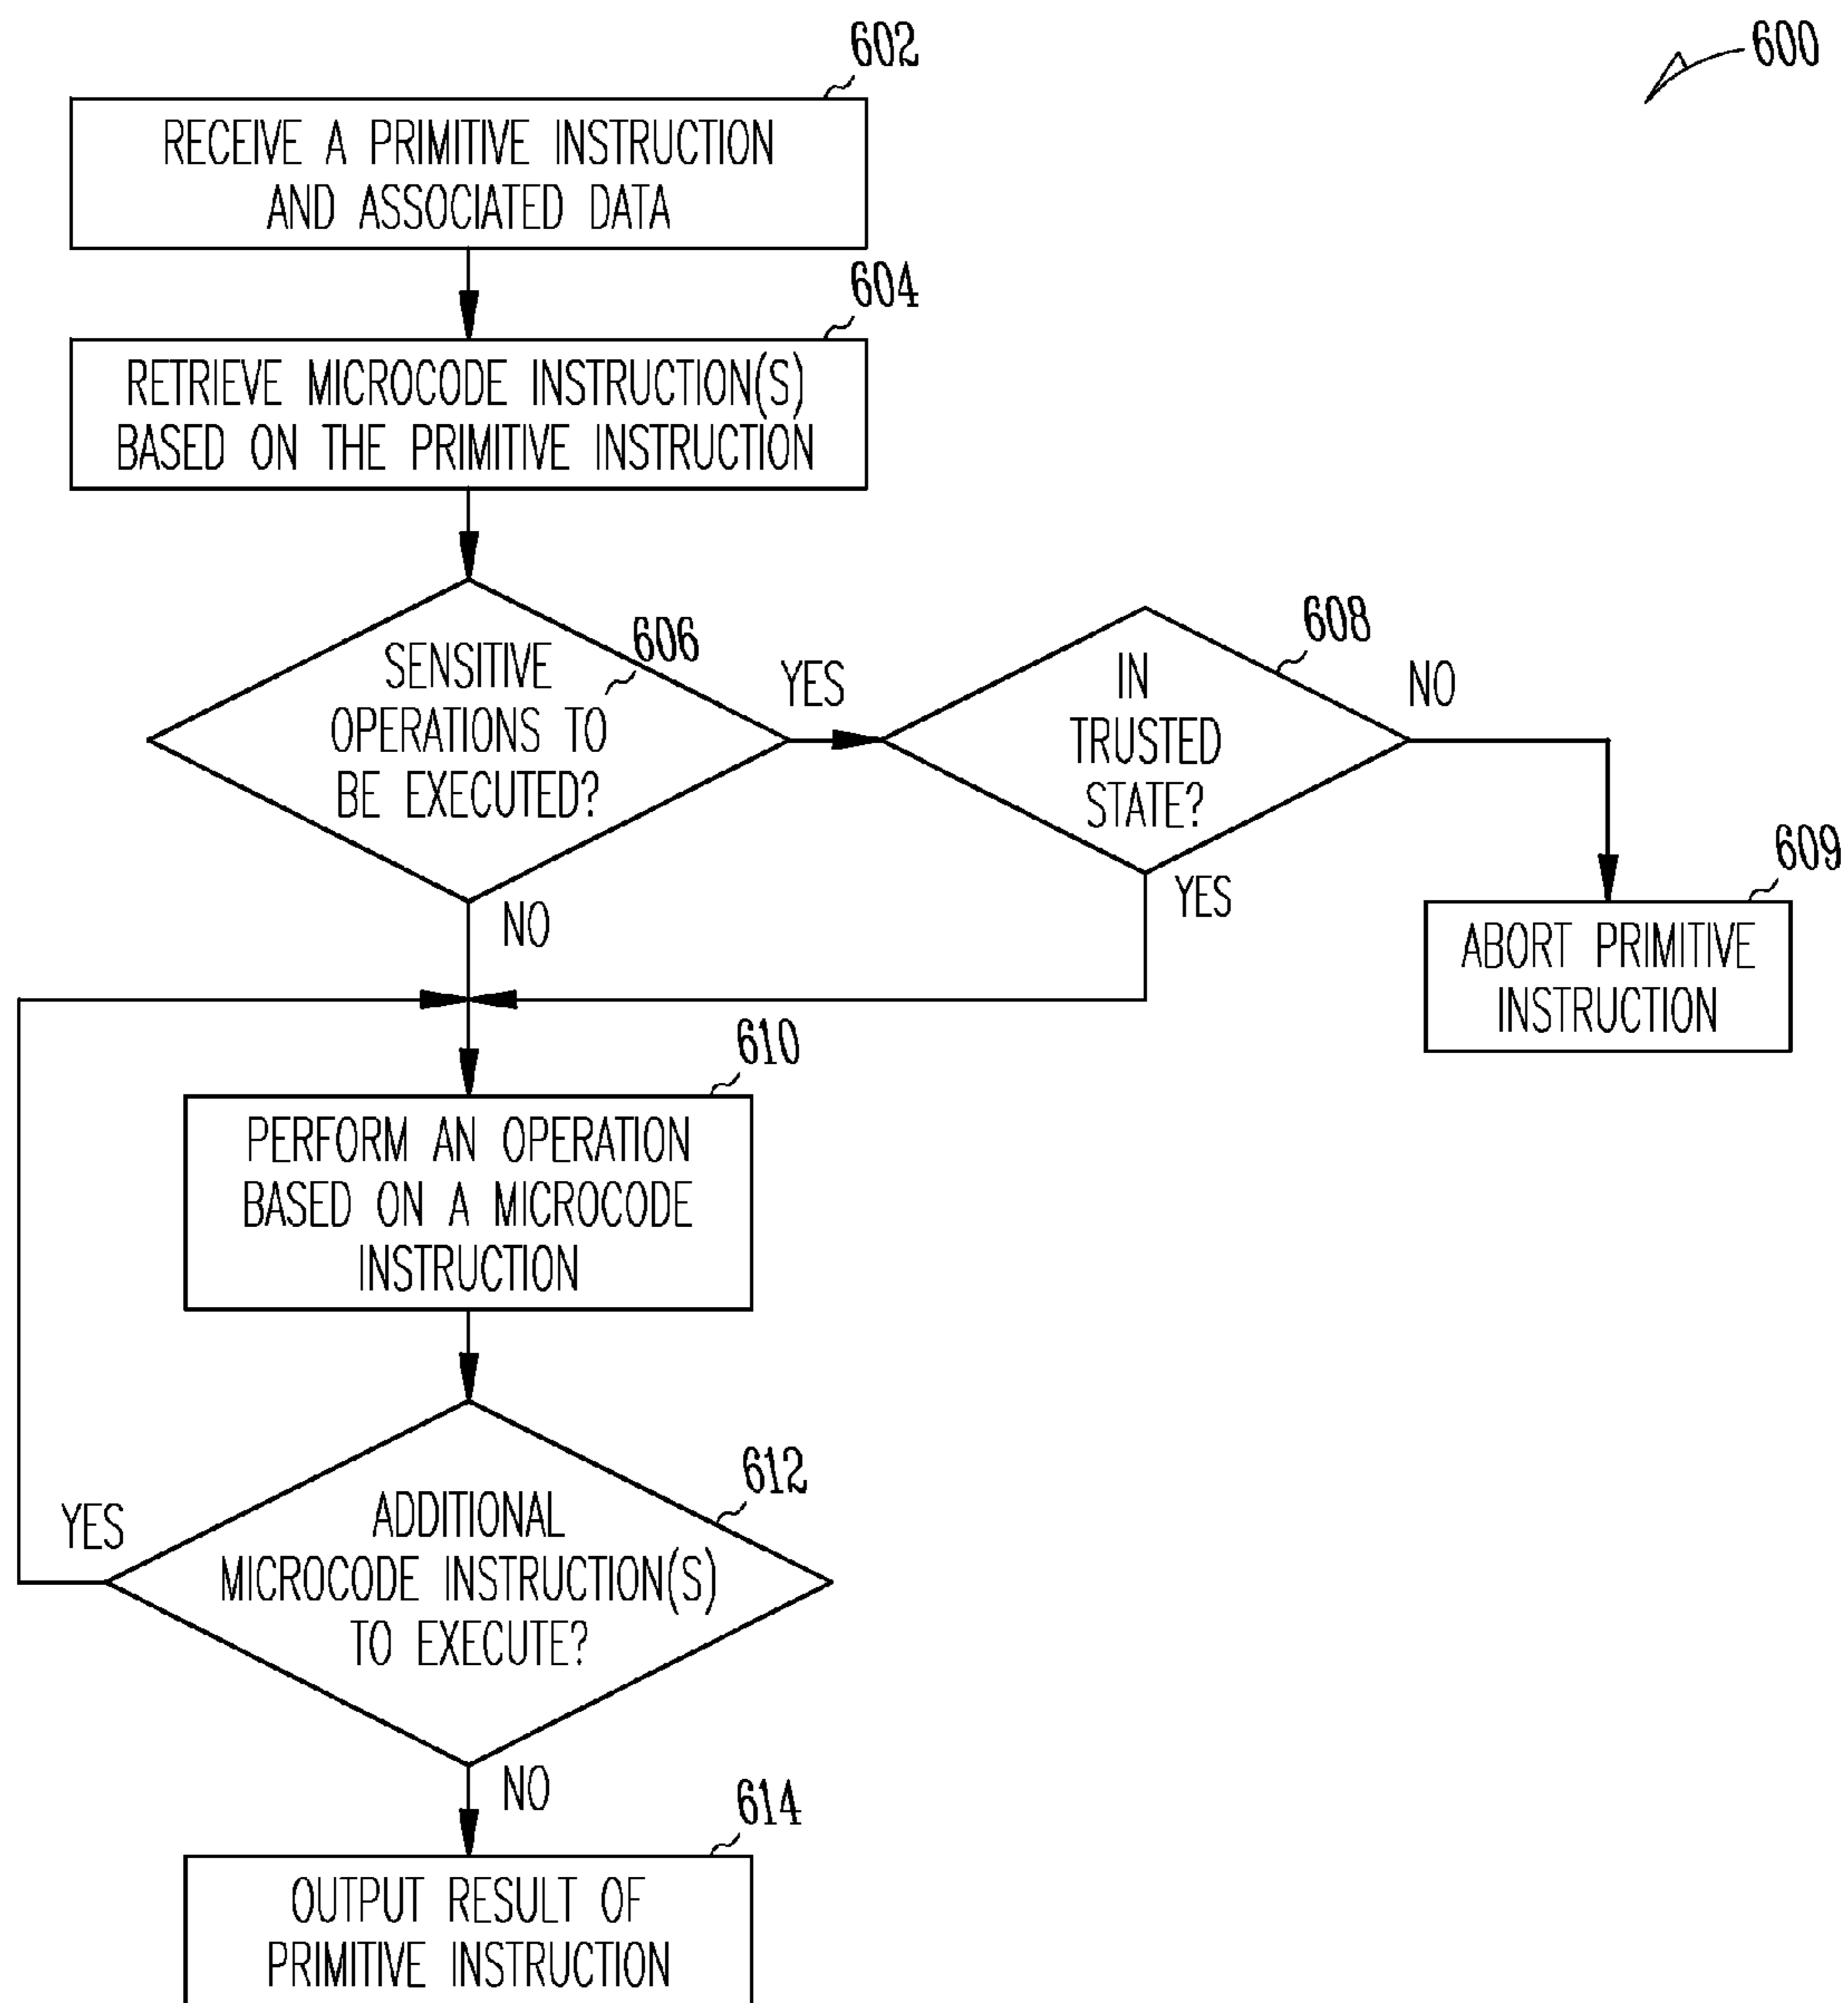 600
602
RECEIVE A PRIMITIVE INSTRUCTION
AND ASSOCIATED DATA
604
RETRIEVE MICROCODE INSTRUCTION(S)
BASED ON THE PRIMITIVE INSTRUCTION
606
SENSITIVE
OPERATIONS TO
BE EXECUTED?
YES
NO
608
IN
TRUSTED
STATE?
NO
YES
609
ABORT PRIMITIVE
INSTRUCTION
610
PERFORM AN OPERATION
BASED ON A MICROCODE
INSTRUCTION
612
ADDITIONAL
MICROCODE INSTRUCTION(S)
TO EXECUTE?
YES
NO
614
OUTPUT RESULT OF
PRIMITIVE INSTRUCTION